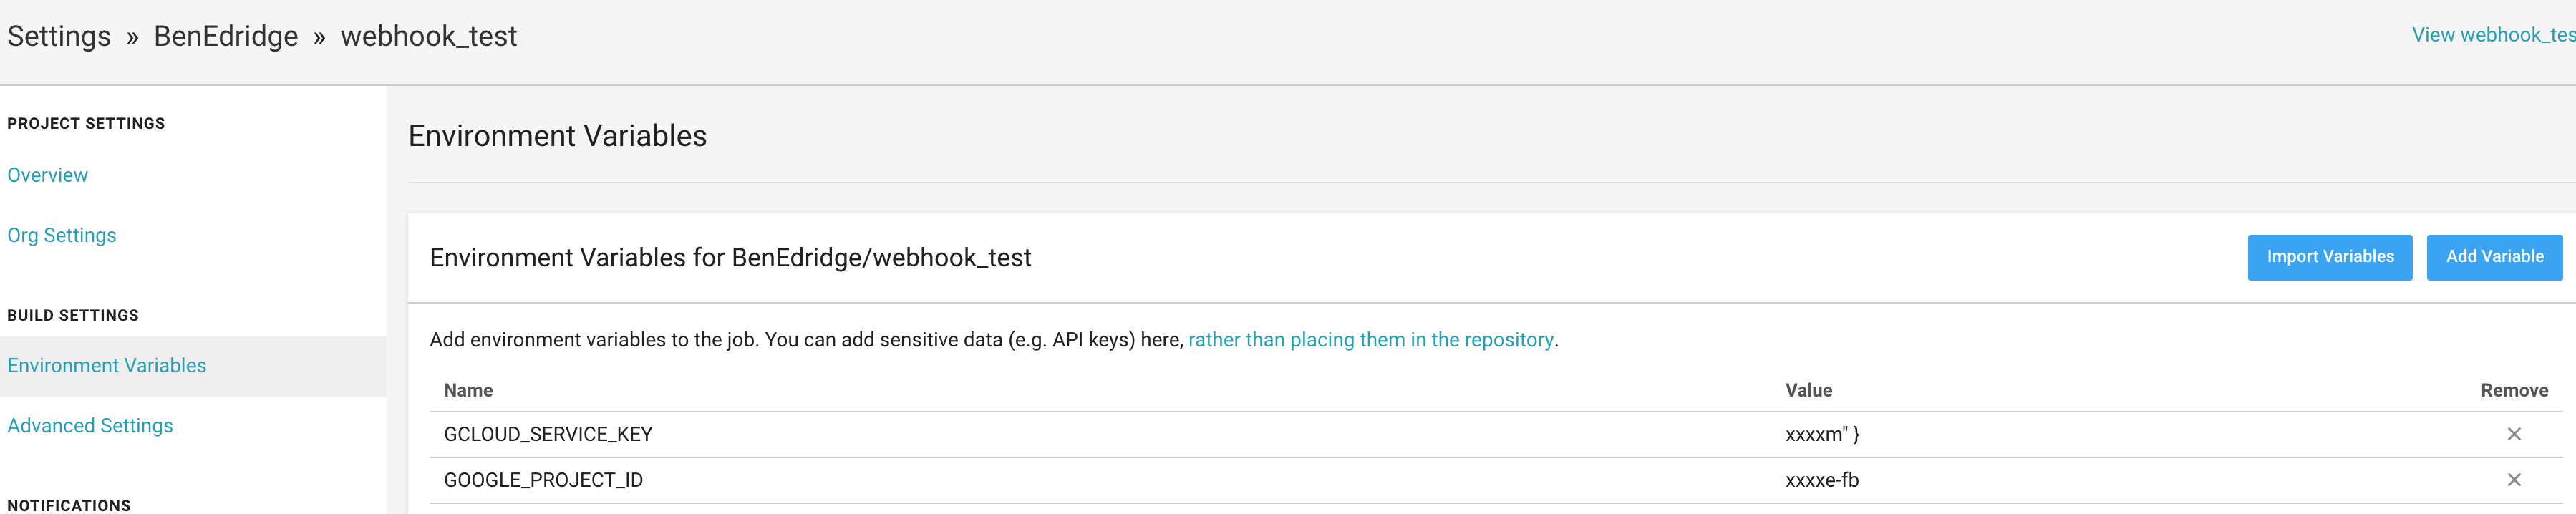 Settings » BenEdridge » webhook_test
View webhook_tes
PROJECT SETTINGS
Overview
Org Settings
BUILD SETTINGS
Environment Variables
Advanced Settings
NOTIFICATIONS
Environment Variables
Environment Variables for BenEdridge/webhook_test
Import Variables
Add Variable
Add environment variables to the job. You can add sensitive data (e.g. API keys) here, rather than placing them in the repository.
Name Value Remove
GCLOUD_SERVICE_KEY xxxxm" } ×
GOOGLE_PROJECT_ID xxxxe-fb ×